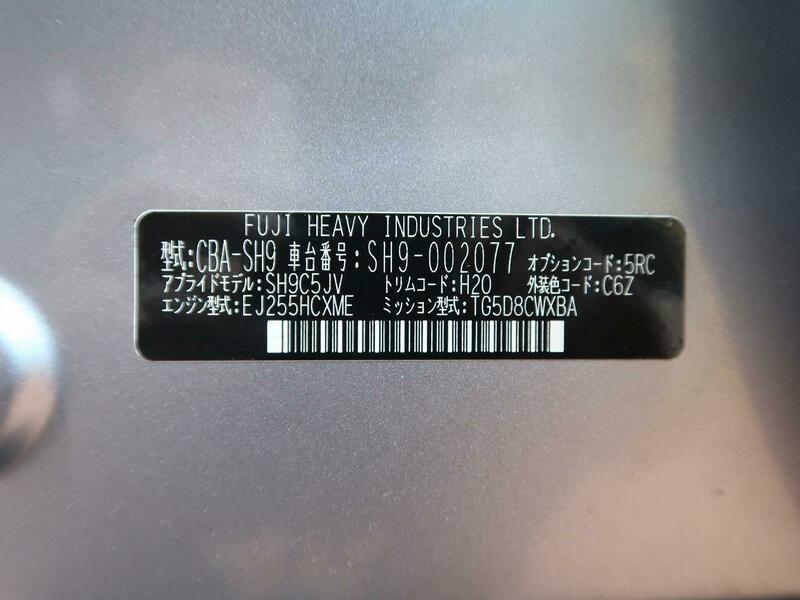 FUJI HEAVY INDUSTRIES LTD.
型式:CBA-SH9 車台番号:SH9-002077 オプションコード:5RC
アプライドモデル:SH9C5JV トリムコード:H20 外装色コード:C6Z
エンジン型式:EJ255HCXME ミッション型式:TG5D8CWXBA